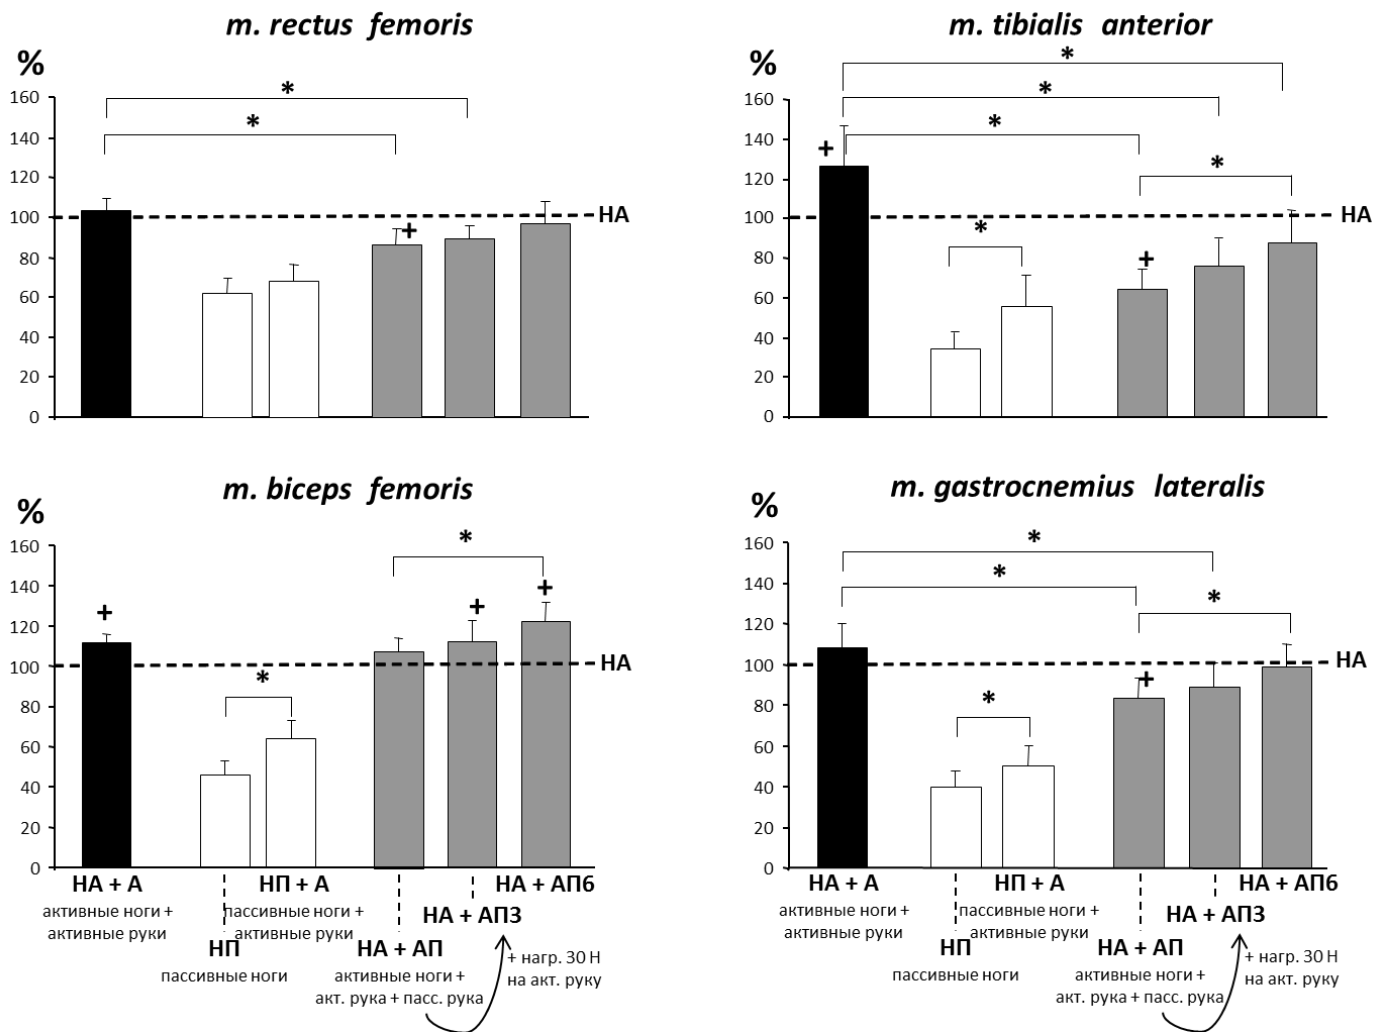 m. rectus femoris
%
160
140
120
100
80
60
40
20
0
*
*
+
НА
m. tibialis anterior
%
160
140
120
100
80
60
40
20
0
*
*
*
*
+
*
+
НА
m. biceps femoris
%
160
140
120
100
80
60
40
20
0
*
+
+
+
*
НА
НА + А
активные ноги +
активные руки
НП + А
пассивные ноги +
активные руки
НП
пассивные ноги
НА + АП6
НА + АП3
НА + АП
активные ноги +
акт. рука + пасс. рука
+ нагр. 30 Н
на акт. руку
m. gastrocnemius lateralis
%
160
140
120
100
80
60
40
20
0
*
*
*
+
*
НА
НА + А
активные ноги +
активные руки
НП + А
пассивные ноги +
активные руки
НП
пассивные ноги
НА + АП6
НА + АП3
НА + АП
активные ноги +
акт. рука + пасс. рука
+ нагр. 30 Н
на акт. руку